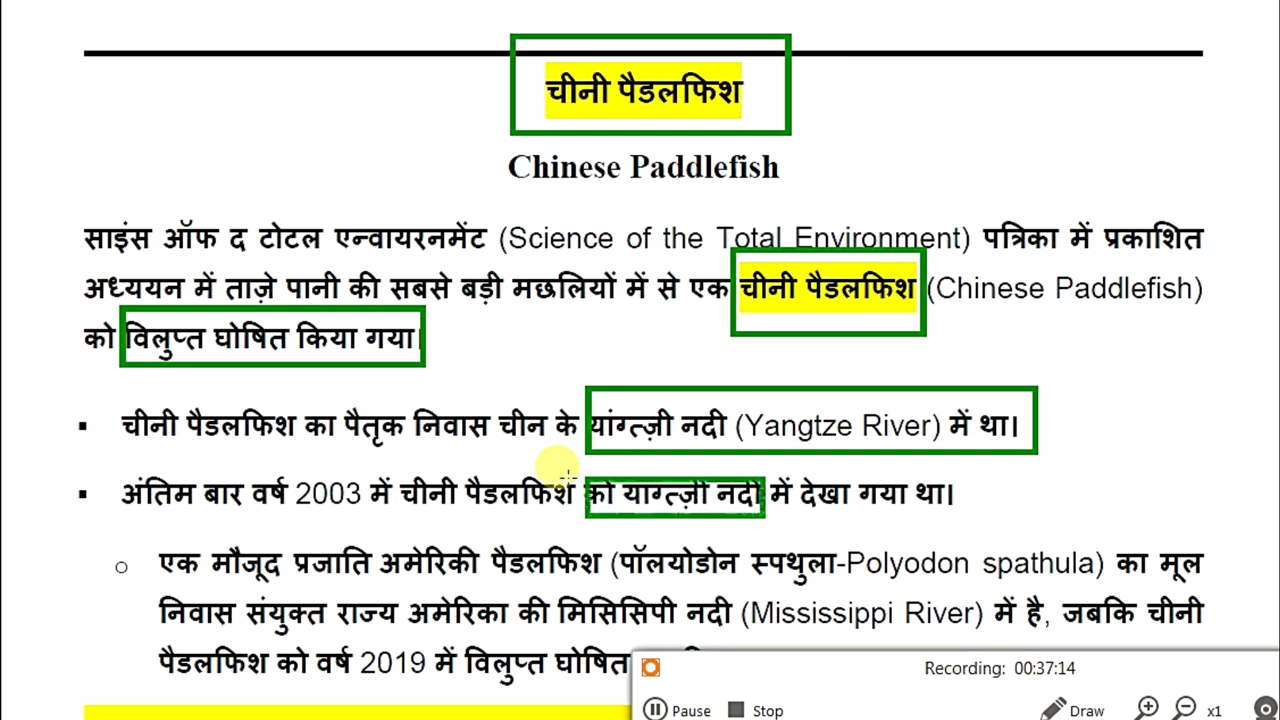 चीनी पैडलफिश
Chinese Paddlefish
साइंस ऑफ द टोटल एन्वायरनमेंट (Science of the Total Environment) पत्रिका में प्रकाशित
अध्ययन में ताज़े पानी की सबसे बड़ी मछलियों में से एक चीनी पैडलफिश (Chinese Paddlefish)
को विलुप्त घोषित किया गया।
▪ चीनी पैडलफिश का पैतृक निवास चीन के यांग्त्ज़ी नदी (Yangtze River) में था।
▪ अंतिम बार वर्ष 2003 में चीनी पैडलफिश को याग्त्ज़ी नदी में देखा गया था।
o एक मौजूद प्रजाति अमेरिकी पैडलफिश (पॉलयोडोन स्पथुला-Polyodon spathula) का मूल
निवास संयुक्त राज्य अमेरिका की मिसिसिपी नदी (Mississippi River) में है, जबकि चीनी
पैडलफिश को वर्ष 2019 में विलुप्त घोषित
Recording: 00:37:14
Pause Stop Draw x1